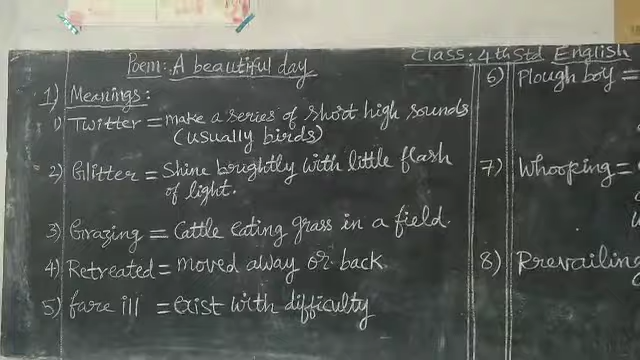 Poem: A beautiful day
Class: 4th Std English
1) Meanings:
1) Twitter = make a series of short high sounds
(usually birds)
2) Glitter = Shine brightly with little flash
of light.
3) Grazing = Cattle eating grass in a field.
4) Retreated = moved away or back
5) fare ill = exist with difficulty
6) Plough boy =
7) Whooping =
8) Prevailing